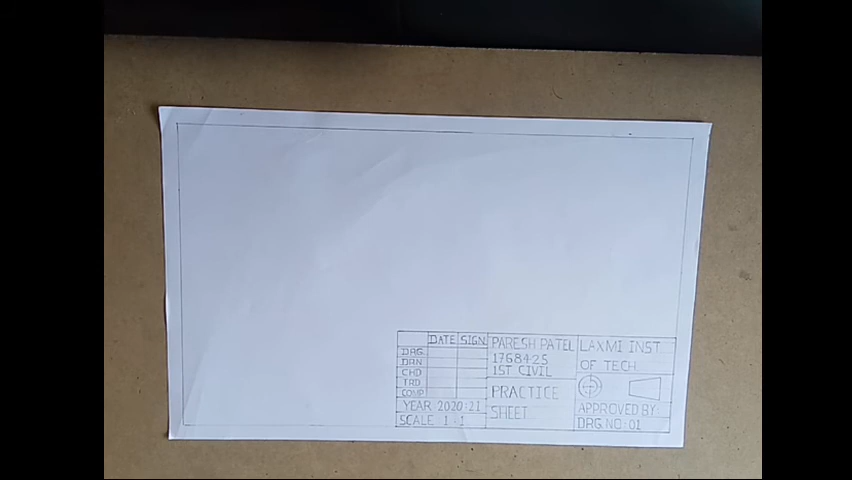 DATE SIGN
DRG
DRN
CHD
TRD
COMP
YEAR 2020:21
SCALE 1:1
PARESH PATEL
1768425
1ST CIVIL
PRACTICE
SHEET
LAXMI INST
OF TECH
APPROVED BY:
DRG.NO:01